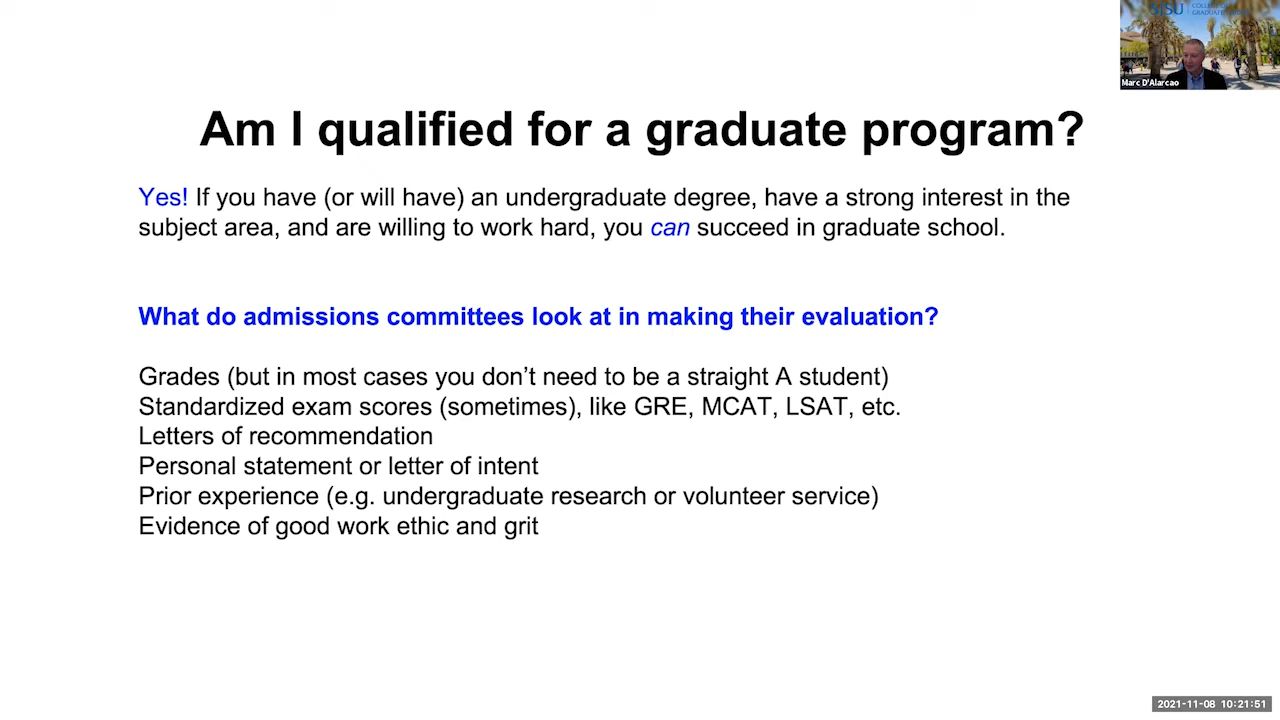 SJSU COLLEGE OF
GRADUATE
Marc D'Alarcao
Am I qualified for a graduate program?
Yes! If you have (or will have) an undergraduate degree, have a strong interest in the
subject area, and are willing to work hard, you can succeed in graduate school.
What do admissions committees look at in making their evaluation?
Grades (but in most cases you don’t need to be a straight A student)
Standardized exam scores (sometimes), like GRE, MCAT, LSAT, etc.
Letters of recommendation
Personal statement or letter of intent
Prior experience (e.g. undergraduate research or volunteer service)
Evidence of good work ethic and grit
2021-11-08 10:21:51